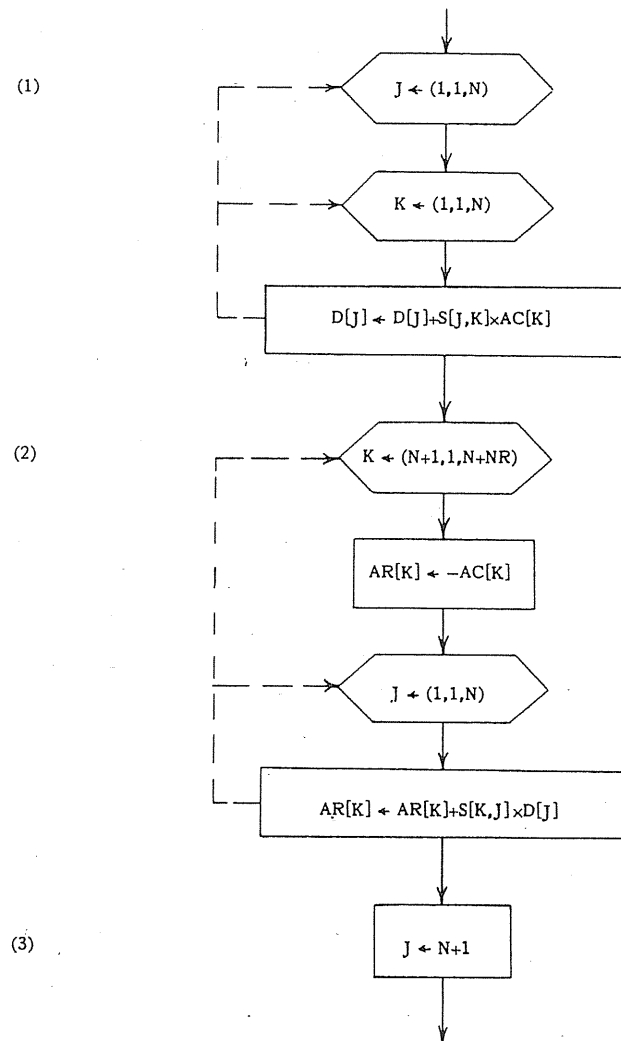 (1)
J ← (1,1,N)
K ← (1,1,N)
D[J] ← D[J]+S[J,K]×AC[K]
(2)
K ← (N+1,1,N+NR)
AR[K] ← −AC[K]
J ← (1,1,N)
AR[K] ← AR[K]+S[K,J]×D[J]
(3)
J ← N+1